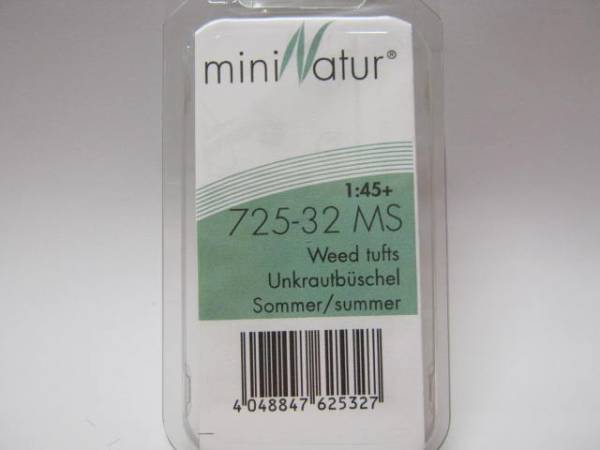 miniNatur®
1:45+
725-32 MS
Weed tufts
Unkrautbüschel
Sommer/summer
4 048847 625327